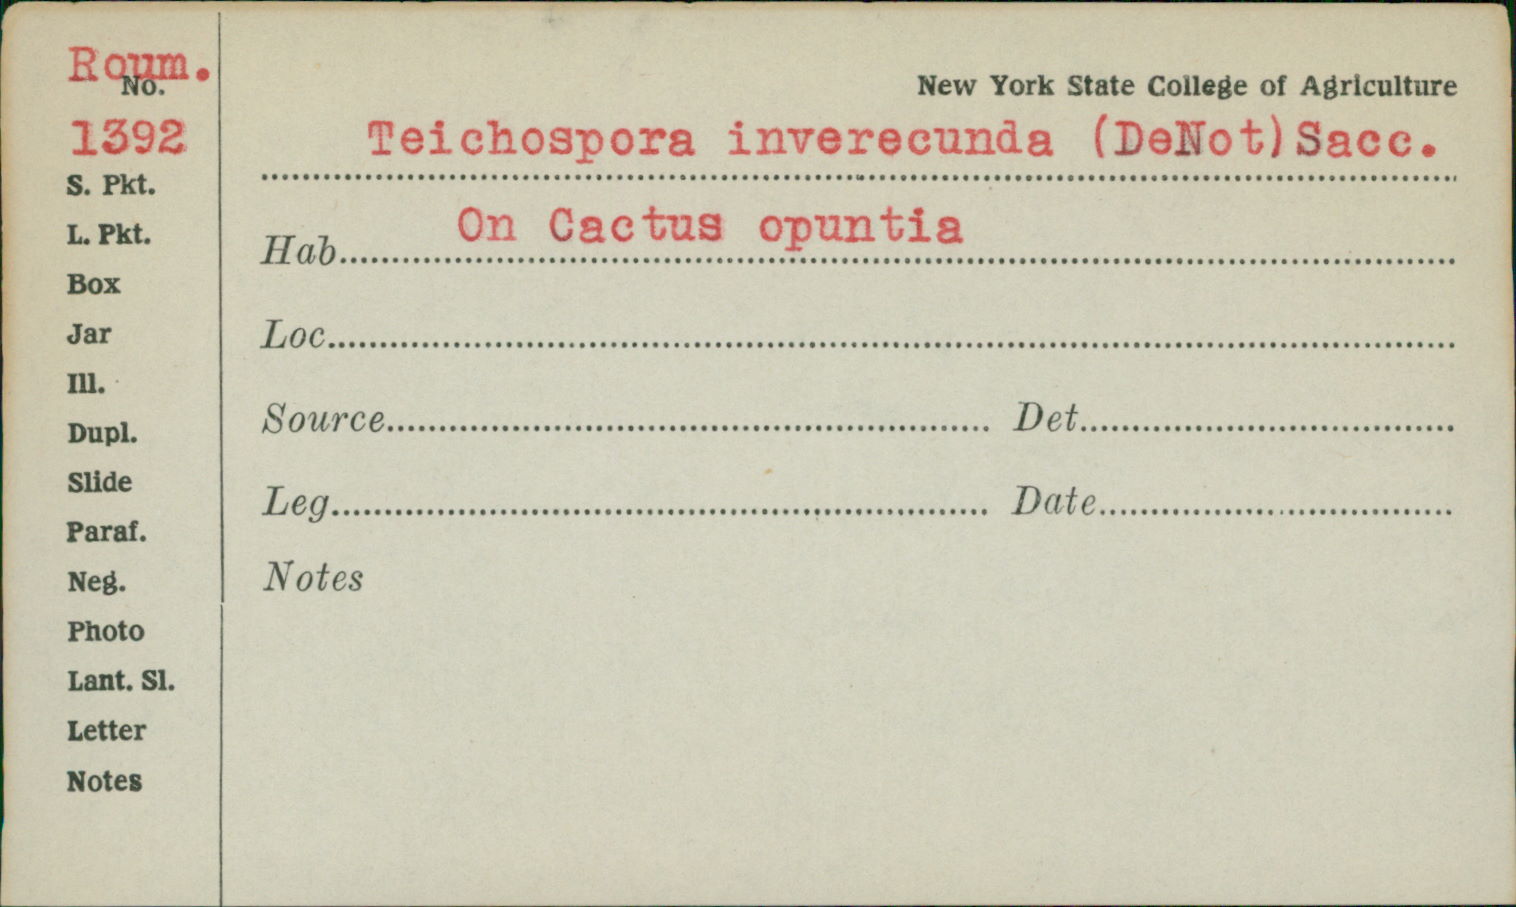 Roum.
No.
1392
S. Pkt.
L. Pkt.
Box
Jar
Ill.
Dupl.
Slide
Paraf.
Neg.
Photo
Lant. Sl.
Letter
Notes
New York State College of Agriculture
Teichospora inverecunda (DeNot)Sacc.
Hab. On Cactus opuntia
Loc.
Source
Det.
Leg.
Date
Notes